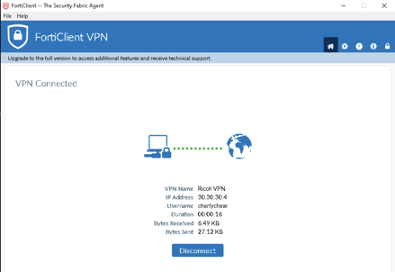 FortiClient -- The Security Fabric Agent
File Help
FortiClient VPN
Upgrade to the full version to access additional features and receive technical support.
VPN Connected
VPN Name Ricoh VPN
IP Address 30.30.30.4
Username cherlychaw
Duration 00:00:16
Bytes Received 6.49 KB
Bytes Sent 27.12 KB
Disconnect